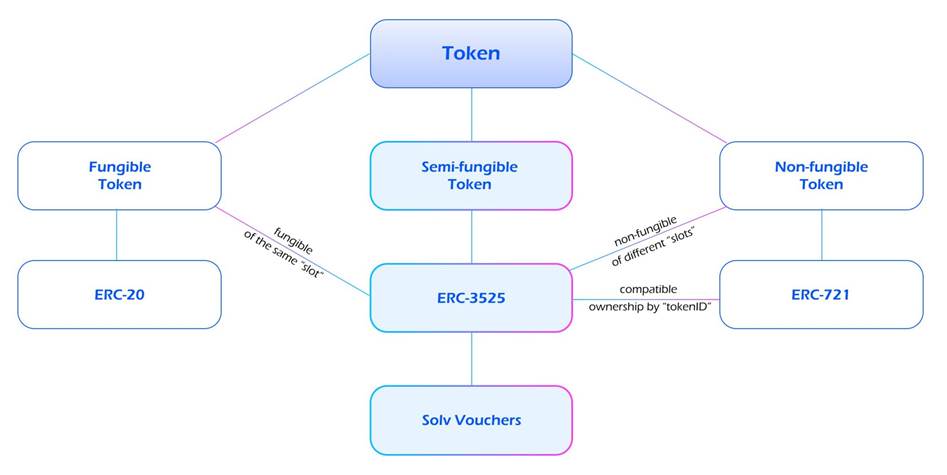 Token
Fungible
Token
Semi-fungible
Token
Non-fungible
Token
fungible
of the same "slot"
non-fungible
of different "slots"
ERC-20
ERC-3525
compatible
ownership by "tokenID"
ERC-721
Solv Vouchers